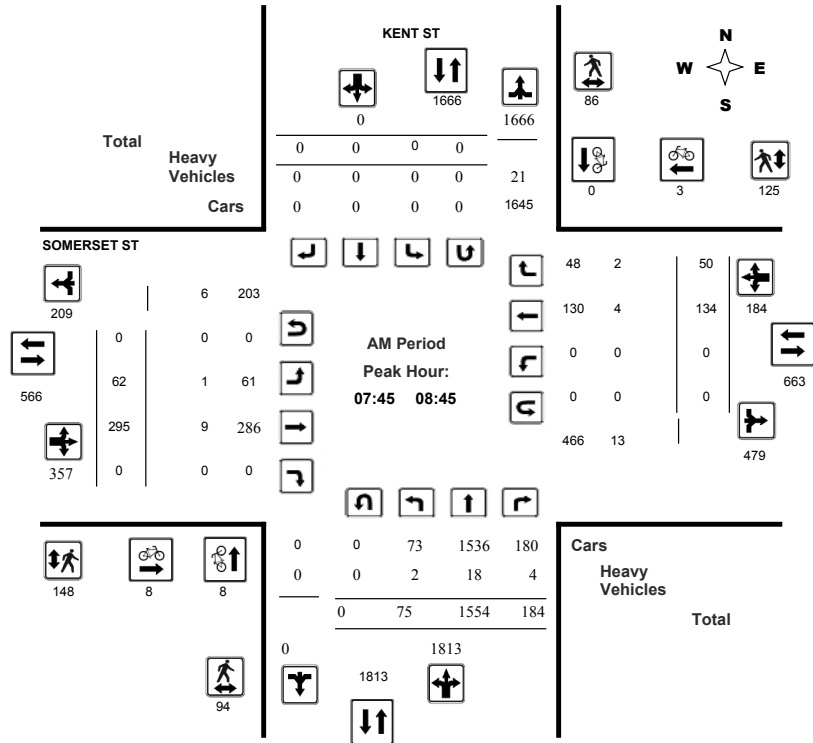 KENT ST
N
W E
S
1666
86
0 1666
Total
0 0 0 0
Heavy
Vehicles
0 0 0 0 21
0 3 125
Cars
0 0 0 0 1645
SOMERSET ST
48 2 50
209
6 203
130 4 134 184
0 0 0
AM Period
0 0 0
566
62 1 61
Peak Hour:
663
07:45 08:45
0 0 0
295 9 286
466 13
479
357
0 0 0
0 0 73 1536 180 Cars
148 8 8
0 0 2 18 4 Heavy
Vehicles
0 75 1554 184 Total
0 1813
1813
94